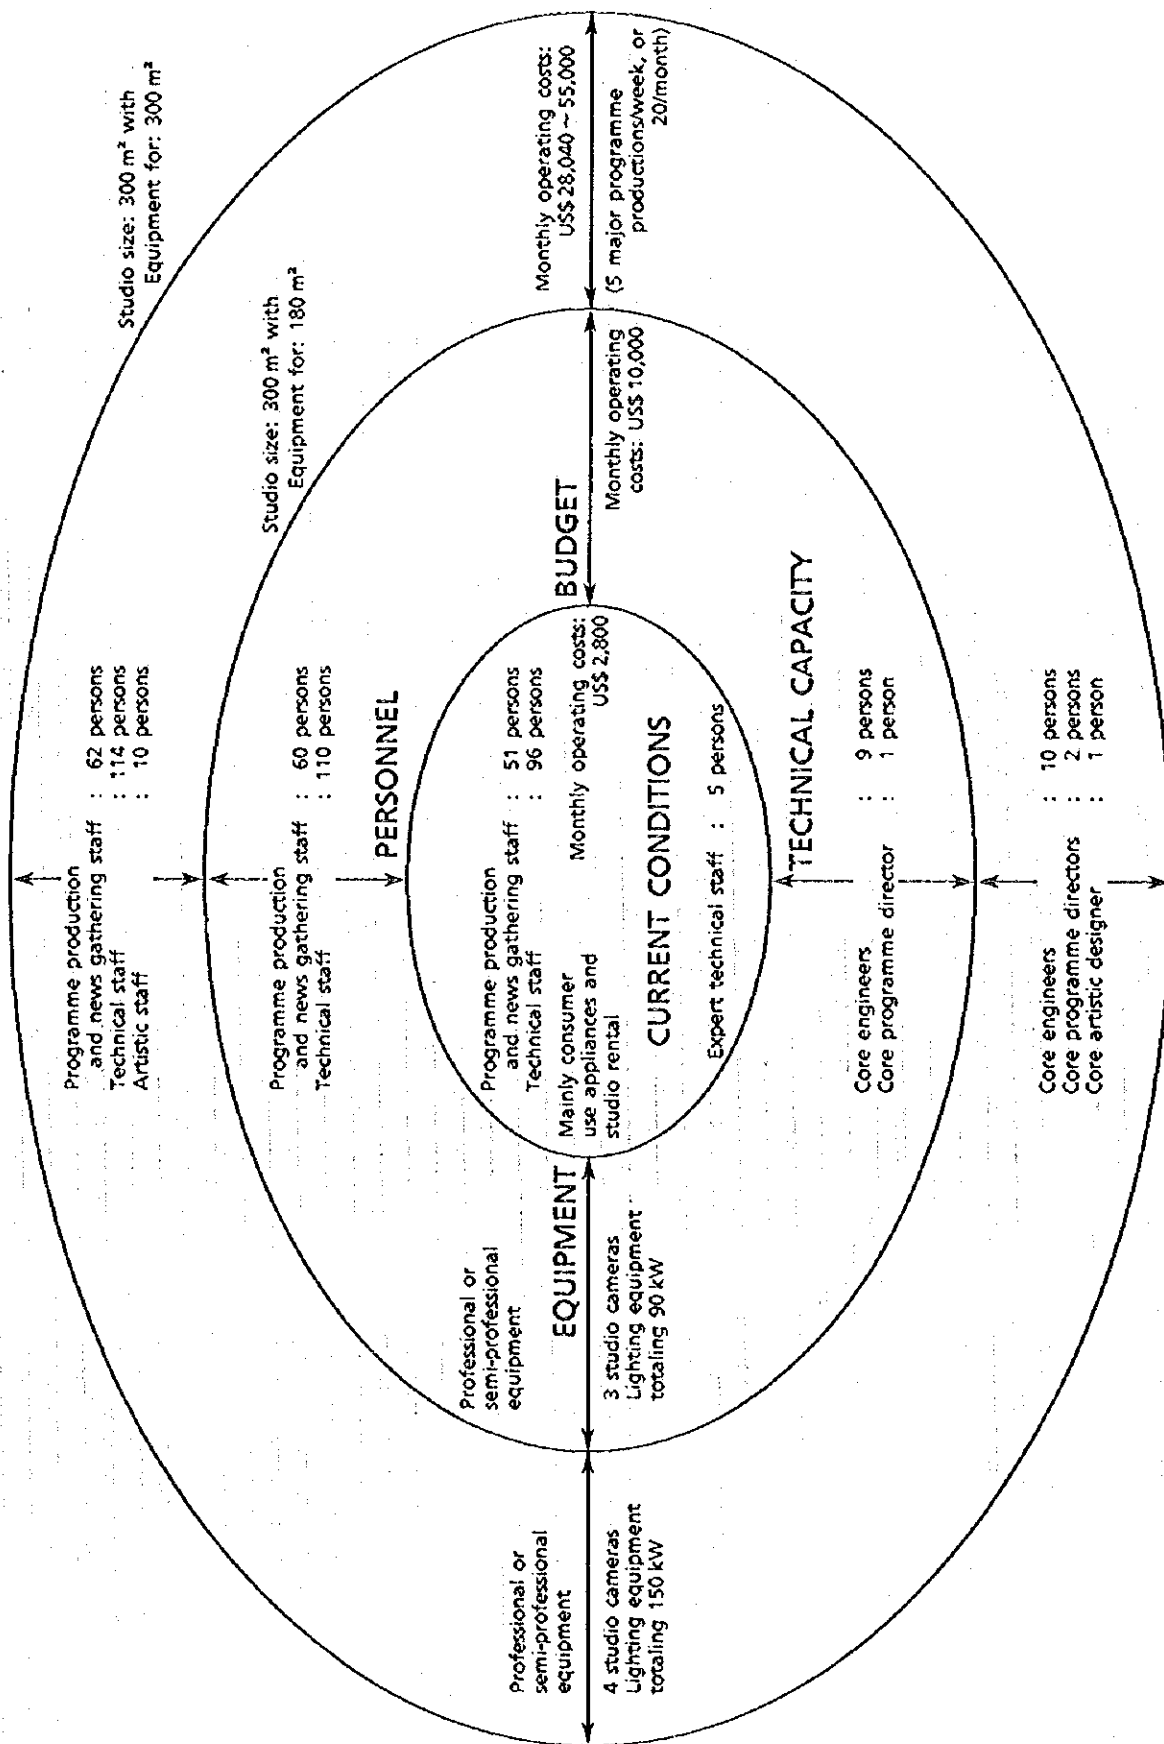 Studio size: 300 m² with
Equipment for: 300 m²
Studio size: 300 m² with
Equipment for: 180 m²
Programme production
and news gathering staff : 62 persons
Technical staff : 114 persons
Artistic staff : 10 persons
Programme production
and news gathering staff : 60 persons
Technical staff : 110 persons
PERSONNEL
Programme production
and news gathering staff : 51 persons
Technical staff : 96 persons
Mainly consumer
use appliances and
studio rental
Monthly operating costs:
US$ 2,800
CURRENT CONDITIONS
Expert technical staff : 5 persons
EQUIPMENT
Professional or
semi-professional
equipment
3 studio cameras
Lighting equipment
totaling 90 kW
Professional or
semi-professional
equipment
4 studio cameras
Lighting equipment
totaling 150 kW
BUDGET
Monthly operating
costs: US$ 10,000
Monthly operating costs:
US$ 28,040 ~ 55,000
(5 major programme
productions/week, or
20/month)
TECHNICAL CAPACITY
Core engineers : 9 persons
Core programme director : 1 person
Core engineers : 10 persons
Core programme directors : 2 persons
Core artistic designer : 1 person